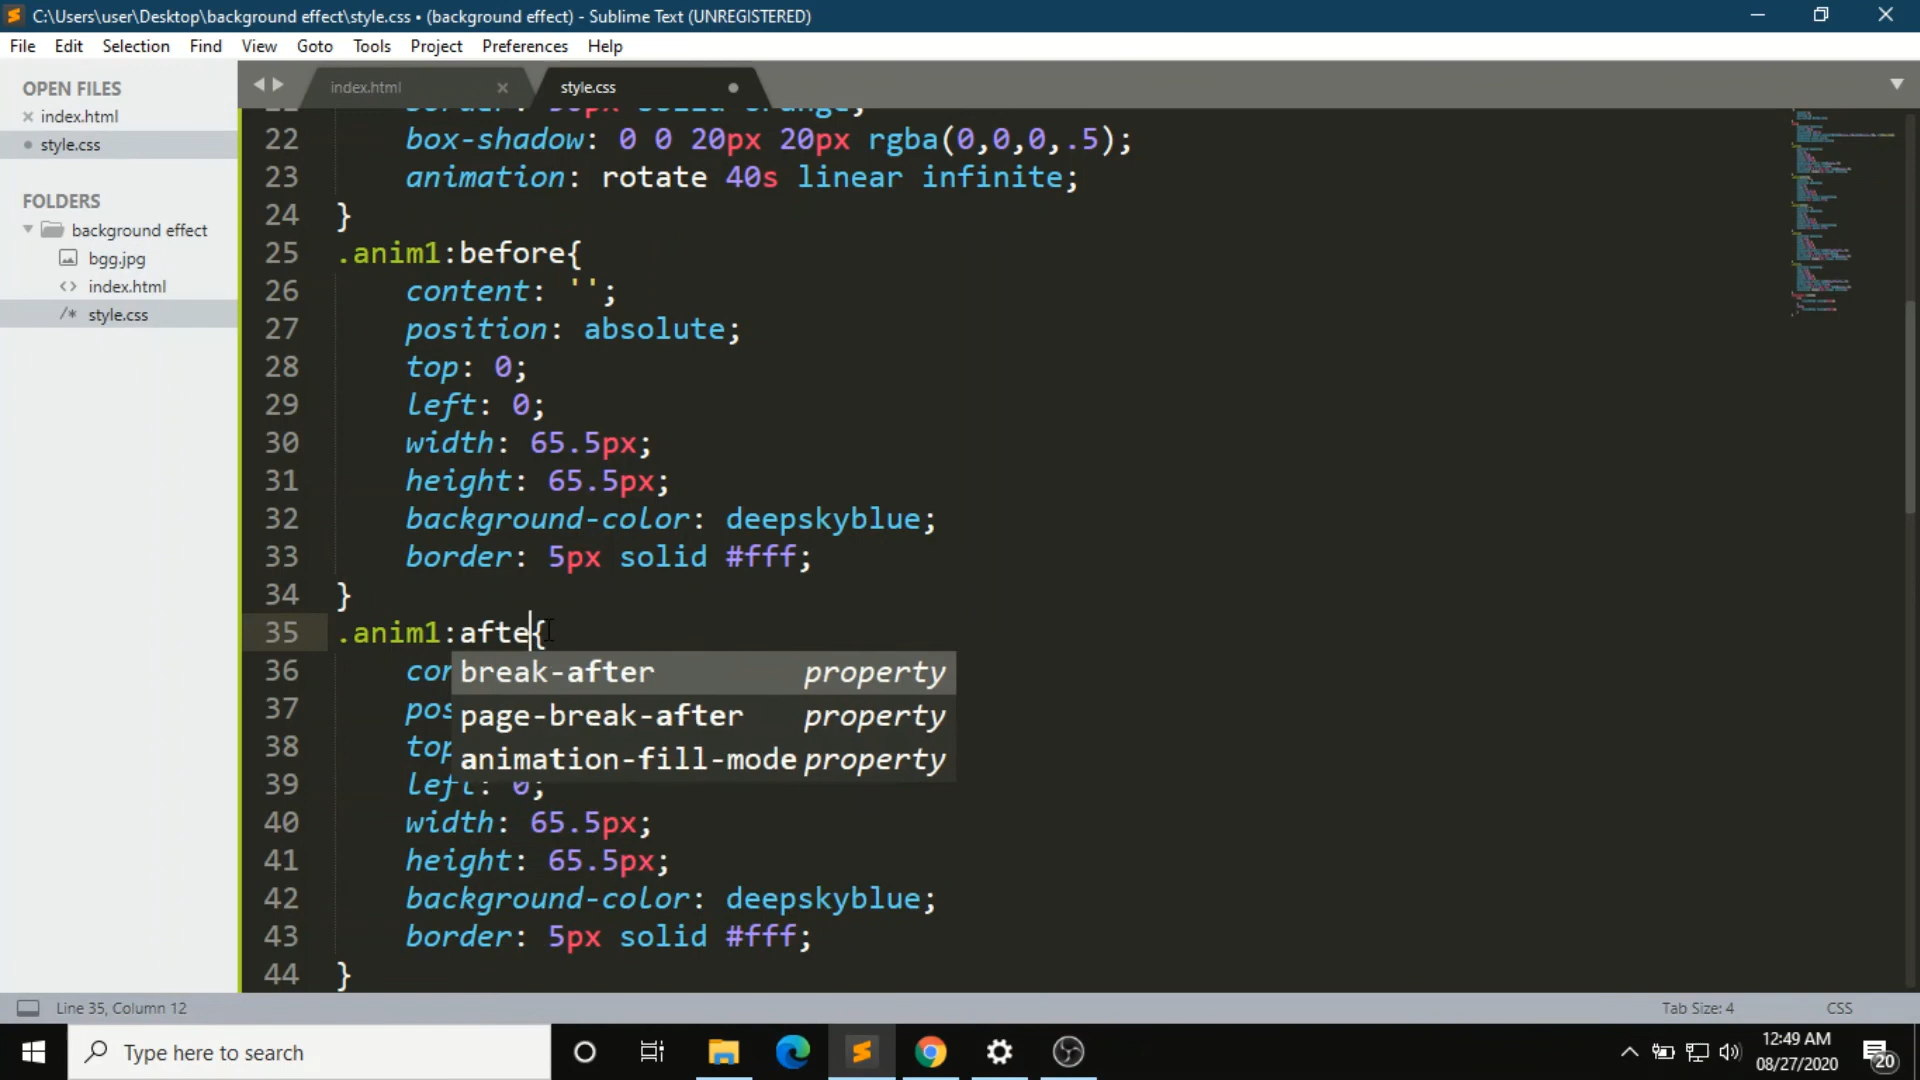 C:\Users\user\Desktop\background effect\style.css • (background effect) - Sublime Text (UNREGISTERED)
File Edit Selection Find View Goto Tools Project Preferences Help
OPEN FILES
index.html
style.css
FOLDERS
background effect
bgg.jpg
<> index.html
/* style.css
index.html
style.css
22 box-shadow: 0 0 20px 20px rgba(0,0,0,.5);
23 animation: rotate 40s linear infinite;
24 }
25 .anim1:before{
26 content: '';
27 position: absolute;
28 top: 0;
29 left: 0;
30 width: 65.5px;
31 height: 65.5px;
32 background-color: deepskyblue;
33 border: 5px solid #fff;
34 }
35 .anim1:afte{
36 con
break-after property
37 pos
page-break-after property
38 top
animation-fill-mode property
39 left: 0;
40 width: 65.5px;
41 height: 65.5px;
42 background-color: deepskyblue;
43 border: 5px solid #fff;
44 }
Line 35, Column 12
Tab Size: 4
CSS
Type here to search
12:49 AM
08/27/2020
20